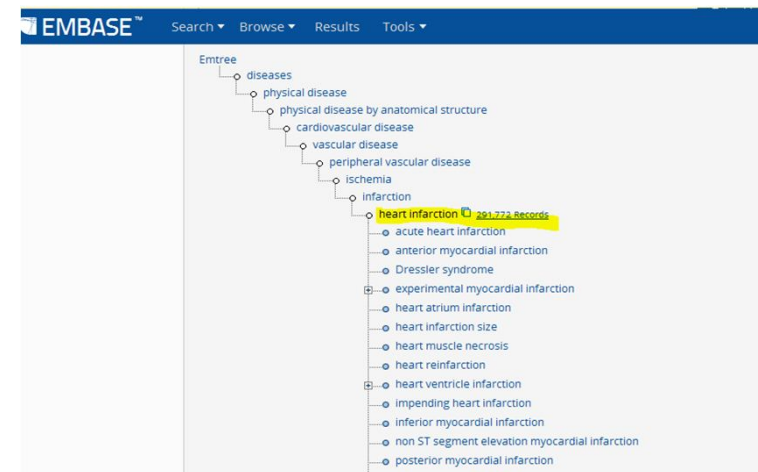 EMBASE™ Search Browse Results Tools
Emtree
diseases
physical disease
physical disease by anatomical structure
cardiovascular disease
vascular disease
peripheral vascular disease
ischemia
infarction
heart infarction 291,772 Records
acute heart infarction
anterior myocardial infarction
Dressler syndrome
experimental myocardial infarction
heart atrium infarction
heart infarction size
heart muscle necrosis
heart reinfarction
heart ventricle infarction
impending heart infarction
inferior myocardial infarction
non ST segment elevation myocardial infarction
posterior myocardial infarction